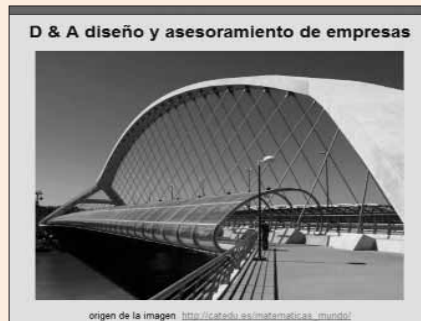 D & A diseño y asesoramiento de empresas
origen de la imagen http://catedu.es/matematicas_mundo/